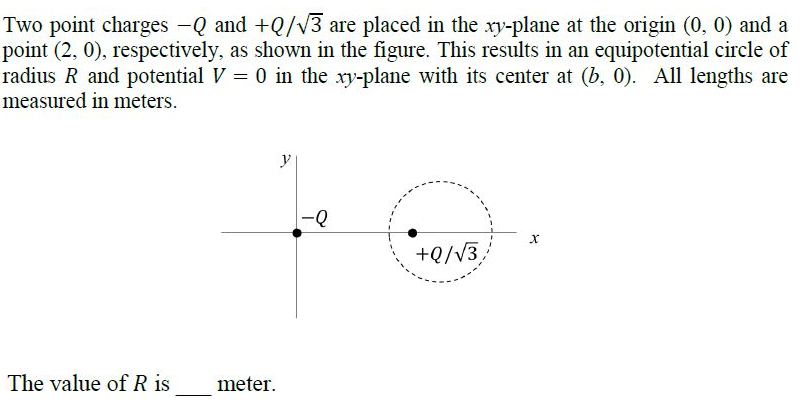 Two point charges −Q and +Q/√3 are placed in the xy-plane at the origin (0, 0) and a
point (2, 0), respectively, as shown in the figure. This results in an equipotential circle of
radius R and potential V = 0 in the xy-plane with its center at (b, 0). All lengths are
measured in meters.
y
−Q
x
+Q/√3
The value of R is ___ meter.